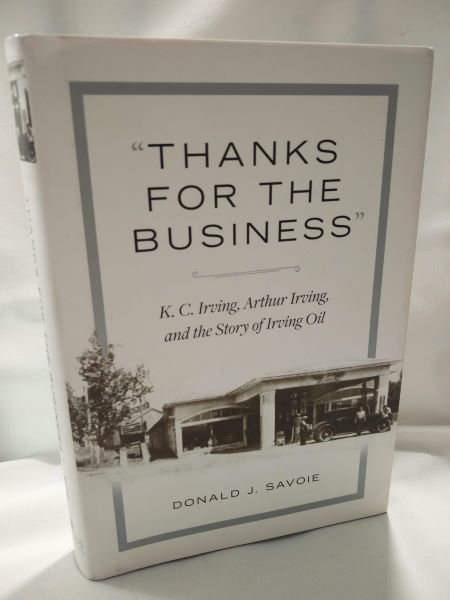 “THANKS
FOR THE
BUSINESS”
K. C. Irving, Arthur Irving,
and the Story of Irving Oil
DONALD J. SAVOIE